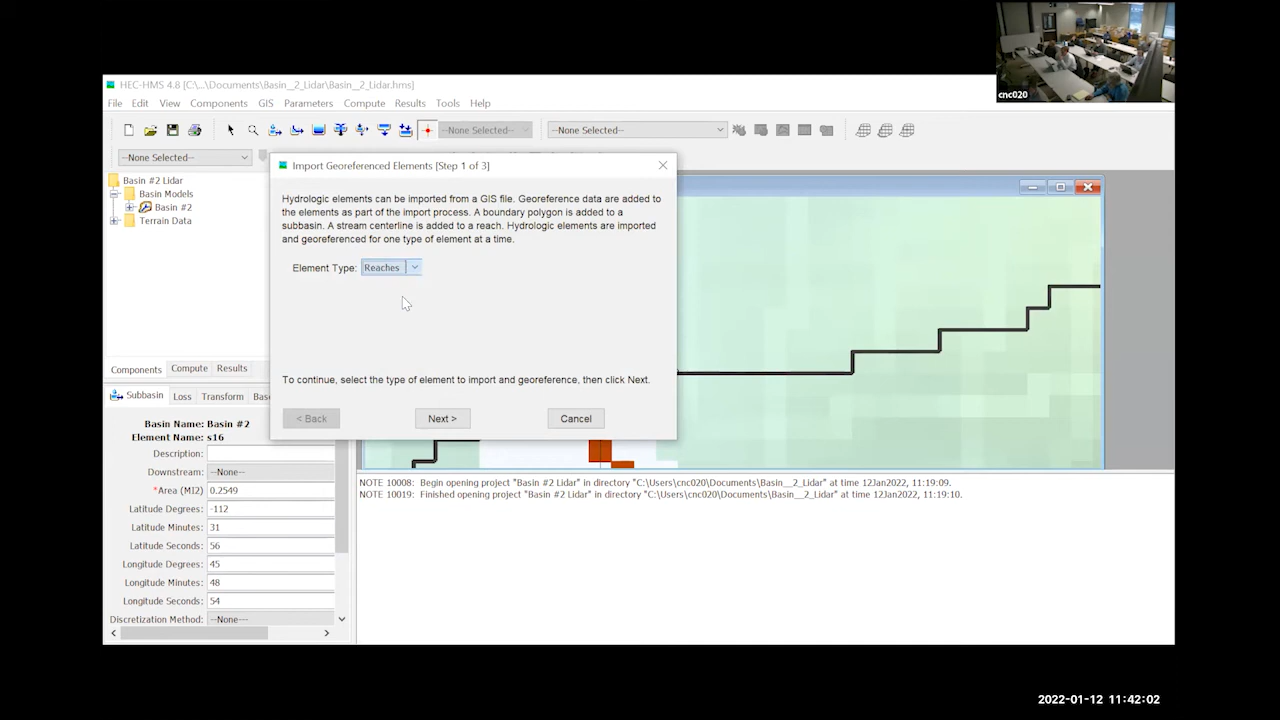 cnc020
HEC-HMS 4.8 [C:\...\Documents\Basin__2_Lidar\Basin__2_Lidar.hms]
File Edit View Components GIS Parameters Compute Results Tools Help
--None Selected-- --None Selected--
--None Selected--
Basin #2 Lidar
Basin Models
Basin #2
Terrain Data
Import Georeferenced Elements [Step 1 of 3]
Hydrologic elements can be imported from a GIS file. Georeference data are added to
the elements as part of the import process. A boundary polygon is added to a
subbasin. A stream centerline is added to a reach. Hydrologic elements are imported
and georeferenced for one type of element at a time.
Element Type: Reaches
To continue, select the type of element to import and georeference, then click Next.
< Back Next > Cancel
Components Compute Results
Subbasin Loss Transform Base
Basin Name: Basin #2
Element Name: s16
Description:
Downstream: --None--
*Area (MI2) 0.2549
Latitude Degrees: -112
Latitude Minutes: 31
Latitude Seconds: 56
Longitude Degrees: 45
Longitude Minutes: 48
Longitude Seconds: 54
Discretization Method: --None--
NOTE 10008: Begin opening project "Basin #2 Lidar" in directory "C:\Users\cnc020\Documents\Basin__2_Lidar" at time 12Jan2022, 11:19:09.
NOTE 10019: Finished opening project "Basin #2 Lidar" in directory "C:\Users\cnc020\Documents\Basin__2_Lidar" at time 12Jan2022, 11:19:10.
2022-01-12 11:42:02